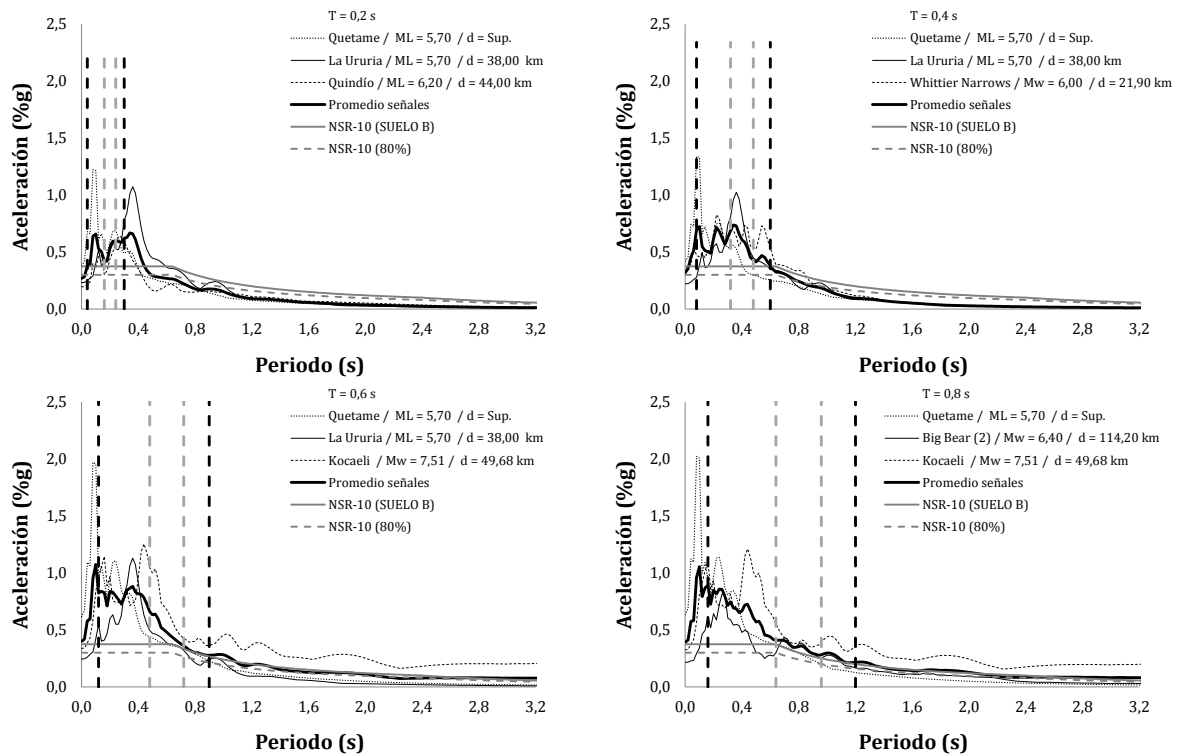 T = 0,2 s
Quetame / ML = 5,70 / d = Sup.
La Ururia / ML = 5,70 / d = 38,00 km
Quindío / ML = 6,20 / d = 44,00 km
Promedio señales
NSR-10 (SUELO B)
NSR-10 (80%)
Aceleración (%g)
2,5
2,0
1,5
1,0
0,5
0,0
0,0 0,4 0,8 1,2 1,6 2,0 2,4 2,8 3,2
Periodo (s)
T = 0,4 s
Quetame / ML = 5,70 / d = Sup.
La Ururia / ML = 5,70 / d = 38,00 km
Whittier Narrows / Mw = 6,00 / d = 21,90 km
Promedio señales
NSR-10 (SUELO B)
NSR-10 (80%)
Aceleración (%g)
2,5
2,0
1,5
1,0
0,5
0,0
0,0 0,4 0,8 1,2 1,6 2,0 2,4 2,8 3,2
Periodo (s)
T = 0,6 s
Quetame / ML = 5,70 / d = Sup.
La Ururia / ML = 5,70 / d = 38,00 km
Kocaeli / Mw = 7,51 / d = 49,68 km
Promedio señales
NSR-10 (SUELO B)
NSR-10 (80%)
Aceleración (%g)
2,5
2,0
1,5
1,0
0,5
0,0
0,0 0,4 0,8 1,2 1,6 2,0 2,4 2,8 3,2
Periodo (s)
T = 0,8 s
Quetame / ML = 5,70 / d = Sup.
Big Bear (2) / Mw = 6,40 / d = 114,20 km
Kocaeli / Mw = 7,51 / d = 49,68 km
Promedio señales
NSR-10 (SUELO B)
NSR-10 (80%)
Aceleración (%g)
2,5
2,0
1,5
1,0
0,5
0,0
0,0 0,4 0,8 1,2 1,6 2,0 2,4 2,8 3,2
Periodo (s)